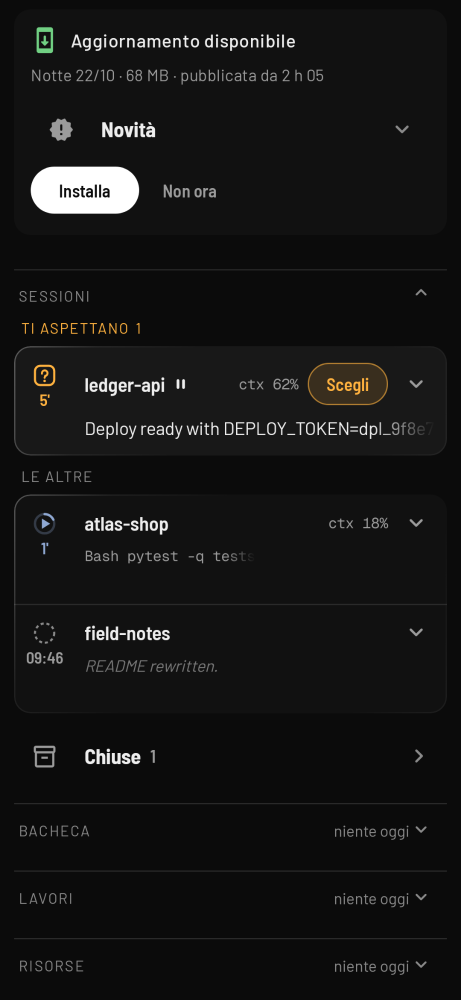 Aggiornamento disponibile
Notte 22/10 · 68 MB · pubblicata da 2 h 05
Novità
Installa Non ora
SESSIONI
TI ASPETTANO 1
ledger-api ctx 62% Scegli
5'
Deploy ready with DEPLOY_TOKEN=dpl_9f8e7
LE ALTRE
atlas-shop ctx 18%
1'
Bash pytest -q tests
field-notes
09:46
README rewritten.
Chiuse 1
BACHECA niente oggi
LAVORI niente oggi
RISORSE niente oggi